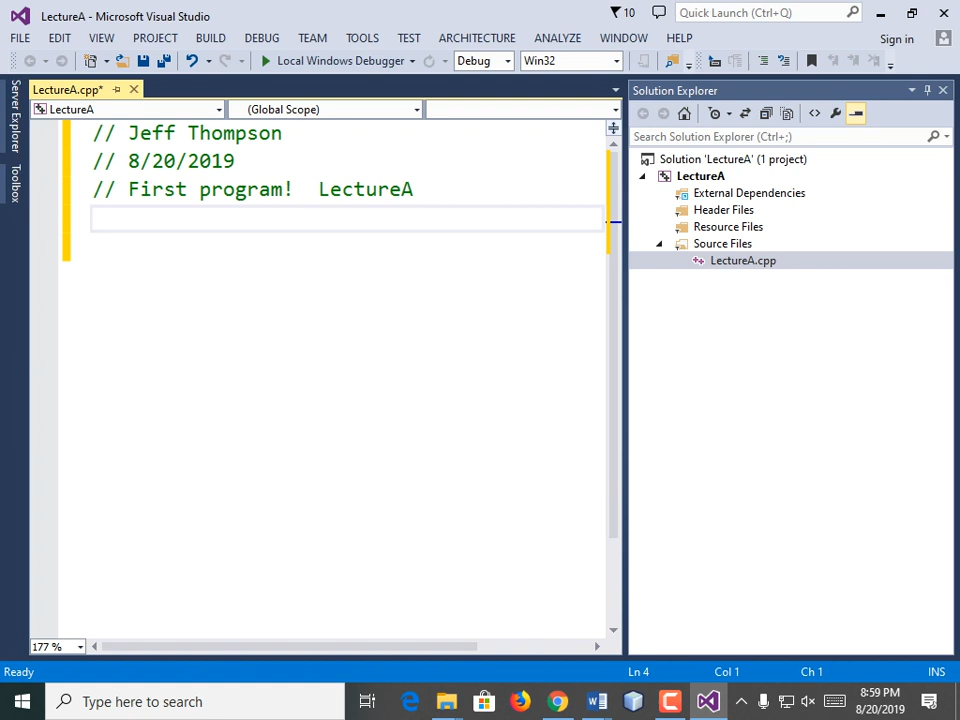 LectureA - Microsoft Visual Studio
10
Quick Launch (Ctrl+Q)
FILE EDIT VIEW PROJECT BUILD DEBUG TEAM TOOLS TEST ARCHITECTURE ANALYZE WINDOW HELP Sign in
Local Windows Debugger Debug Win32
Server Explorer
Toolbox
LectureA.cpp*
LectureA (Global Scope)
// Jeff Thompson
// 8/20/2019
// First program!  LectureA
177 %
Solution Explorer
Search Solution Explorer (Ctrl+;)
Solution 'LectureA' (1 project)
LectureA
External Dependencies
Header Files
Resource Files
Source Files
LectureA.cpp
Ready Ln 4 Col 1 Ch 1 INS
Type here to search
8:59 PM
8/20/2019